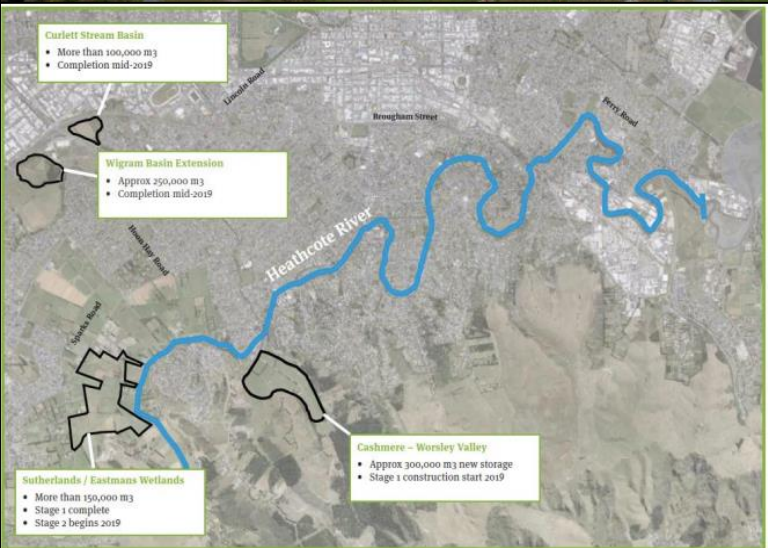 Curlett Stream Basin
• More than 100,000 m3
• Completion mid-2019
Lincoln Road
Brougham Street
Ferry Road
Wigram Basin Extension
• Approx 250,000 m3
• Completion mid-2019
Hoon Hay Road
Heathcote River
Sparks Road
Cashmere – Worsley Valley
• Approx 300,000 m3 new storage
• Stage 1 construction start 2019
Sutherlands / Eastmans Wetlands
• More than 150,000 m3
• Stage 1 complete
• Stage 2 begins 2019